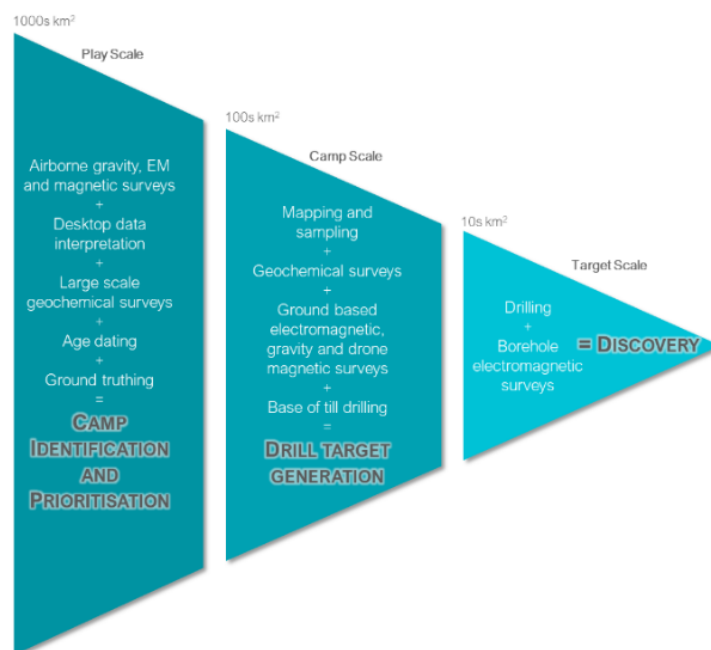 1000s km²
Play Scale
Airborne gravity, EM
and magnetic surveys
+
Desktop data
interpretation
+
Large scale
geochemical surveys
+
Age dating
+
Ground truthing
=
CAMP
IDENTIFICATION
AND
PRIORITISATION
100s km²
Camp Scale
Mapping and
sampling
+
Geochemical surveys
+
Ground based
electromagnetic,
gravity and drone
magnetic surveys
+
Base of till drilling
=
DRILL TARGET
GENERATION
10s km²
Target Scale
Drilling
+
Borehole
electromagnetic
surveys
= DISCOVERY